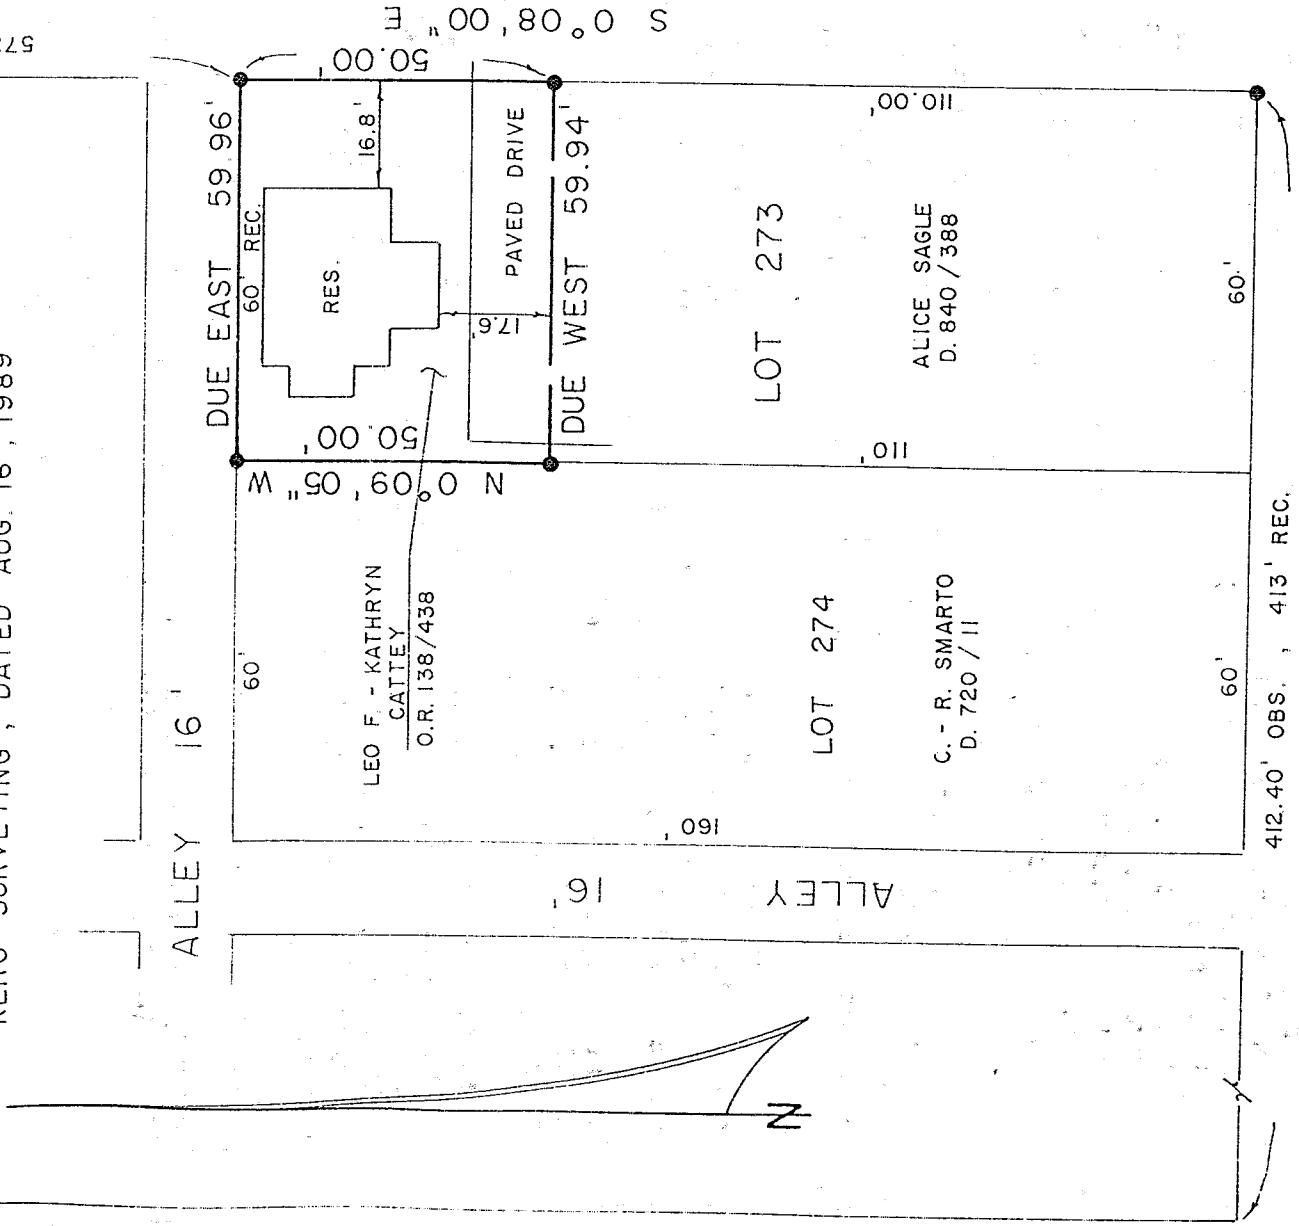 SURVEYING, DATED AUG. 16, 1989
S 0°08'00" E
50.00'
DUE EAST 59.96'
60' REC.
16.8'
RES.
PAVED DRIVE
17.6'
DUE WEST 59.94'
50.00'
N 0°09'05" W
110.00'
LOT 273
ALICE SAGLE
D. 840/388
60'
110'
LEO F. - KATHRYN
CATTEY
O.R. 138/438
60'
LOT 274
C. - R. SMARTO
D. 720/11
60'
160'
412.40' OBS., 413' REC.
ALLEY 16'
ALLEY 16'
N